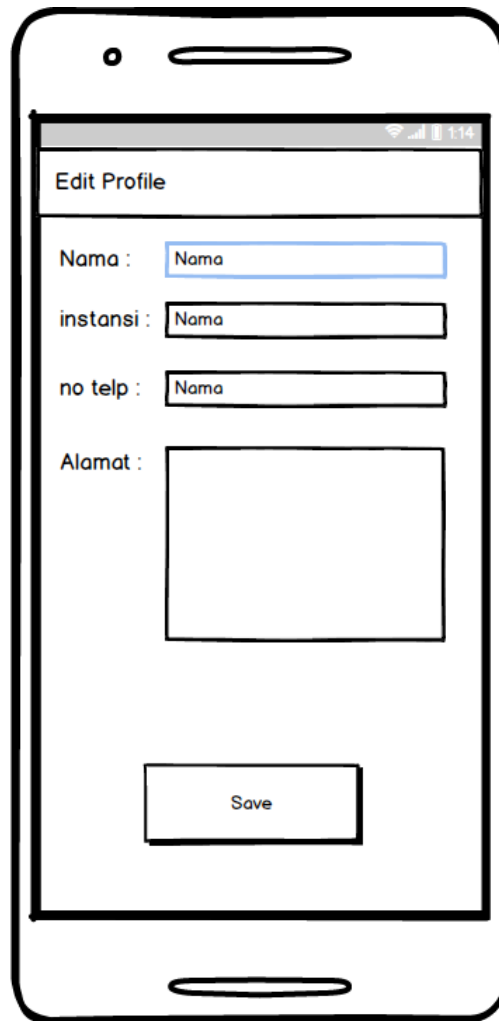 1:14
Edit Profile
Nama : Nama
instansi : Nama
no telp : Nama
Alamat :
Save